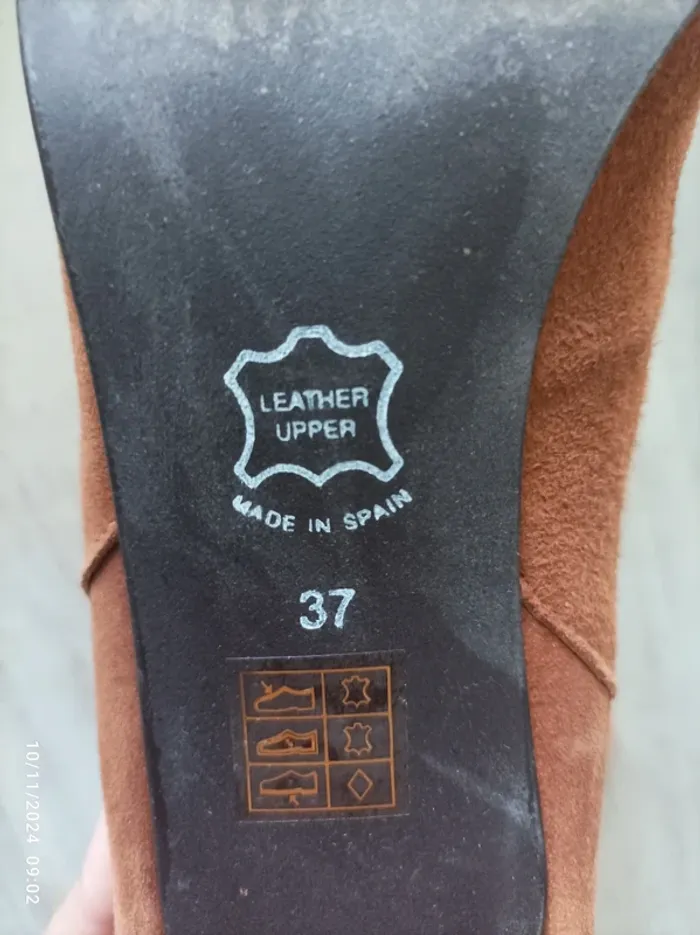 LEATHER
UPPER
MADE IN SPAIN
37
10/11/2024 09:02